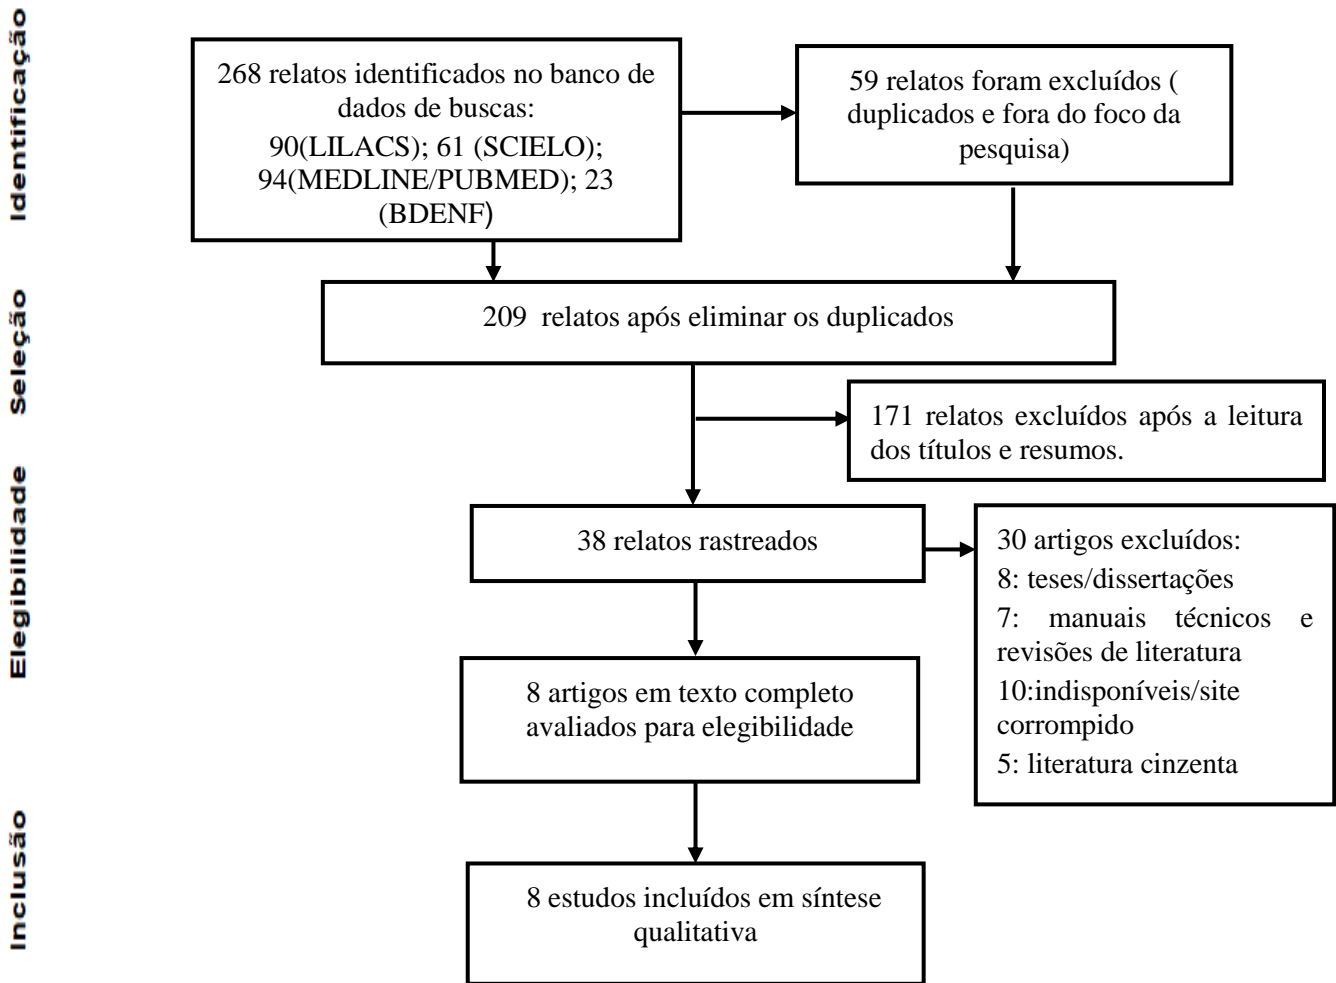 Identificação
268 relatos identificados no banco de
dados de buscas:
90(LILACS); 61 (SCIELO);
94(MEDLINE/PUBMED); 23
(BDENF)
59 relatos foram excluídos (
duplicados e fora do foco da
pesquisa)
Seleção
209 relatos após eliminar os duplicados
171 relatos excluídos após a leitura
dos títulos e resumos.
Elegibilidade
38 relatos rastreados
30 artigos excluídos:
8: teses/dissertações
7: manuais técnicos e
revisões de literatura
10:indisponíveis/site
corrompido
5: literatura cinzenta
8 artigos em texto completo
avaliados para elegibilidade
Inclusão
8 estudos incluídos em síntese
qualitativa